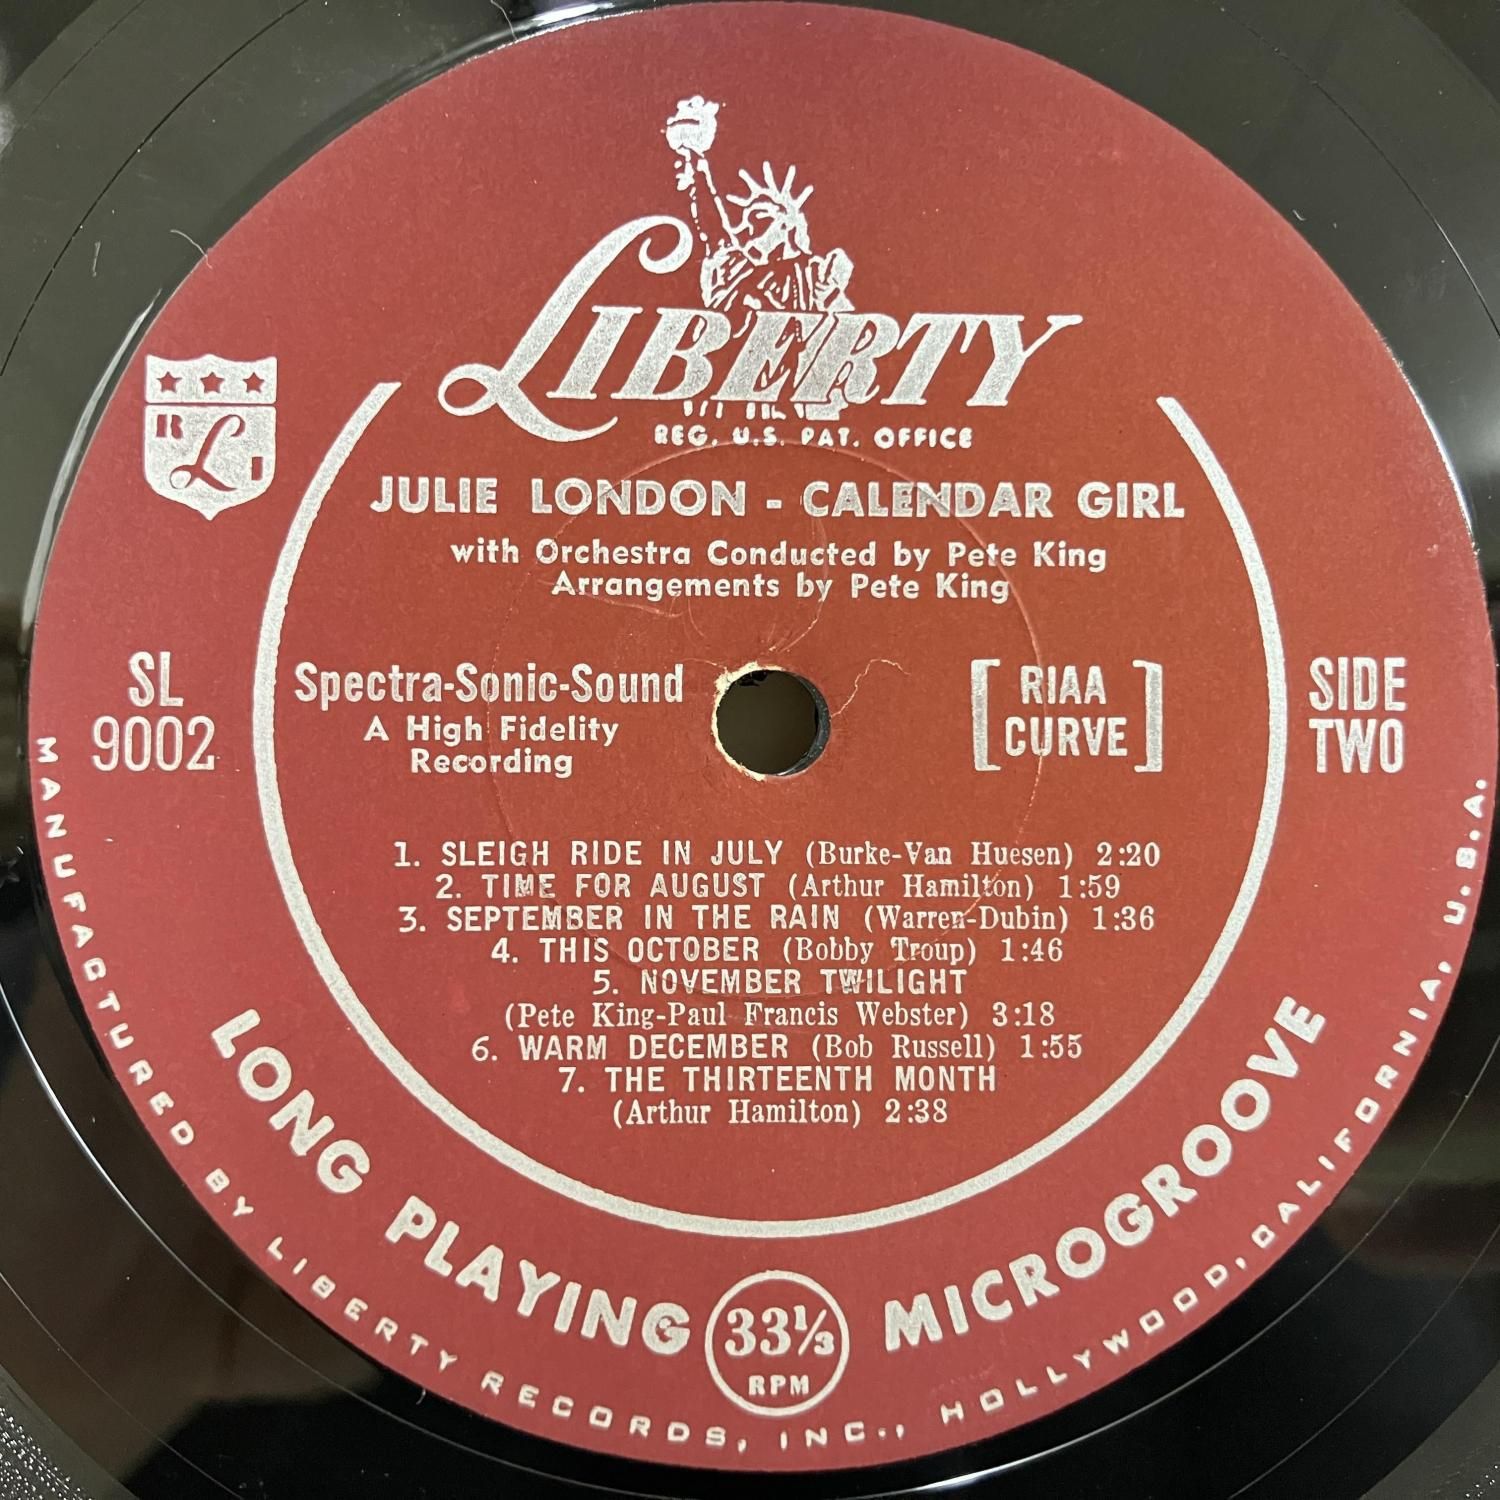 LIBERTY
REG. U.S. PAT. OFFICE
R L I
JULIE LONDON - CALENDAR GIRL
with Orchestra Conducted by Pete King
Arrangements by Pete King
SL
9002
Spectra-Sonic-Sound
A High Fidelity
Recording
[RIAA
CURVE]
SIDE
TWO
1. SLEIGH RIDE IN JULY (Burke-Van Huesen) 2:20
2. TIME FOR AUGUST (Arthur Hamilton) 1:59
3. SEPTEMBER IN THE RAIN (Warren-Dubin) 1:36
4. THIS OCTOBER (Bobby Troup) 1:46
5. NOVEMBER TWILIGHT
(Pete King-Paul Francis Webster) 3:18
6. WARM DECEMBER (Bob Russell) 1:55
7. THE THIRTEENTH MONTH
(Arthur Hamilton) 2:38
LONG PLAYING 33⅓ RPM MICROGROOVE
MANUFACTURED BY LIBERTY RECORDS, INC., HOLLYWOOD, CALIFORNIA, U.S.A.